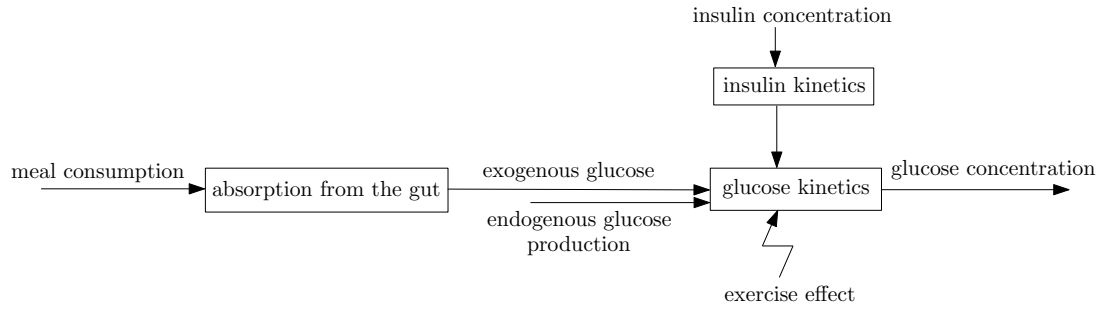 insulin concentration
insulin kinetics
meal consumption
absorption from the gut
exogenous glucose
endogenous glucose
production
glucose kinetics
glucose concentration
exercise effect